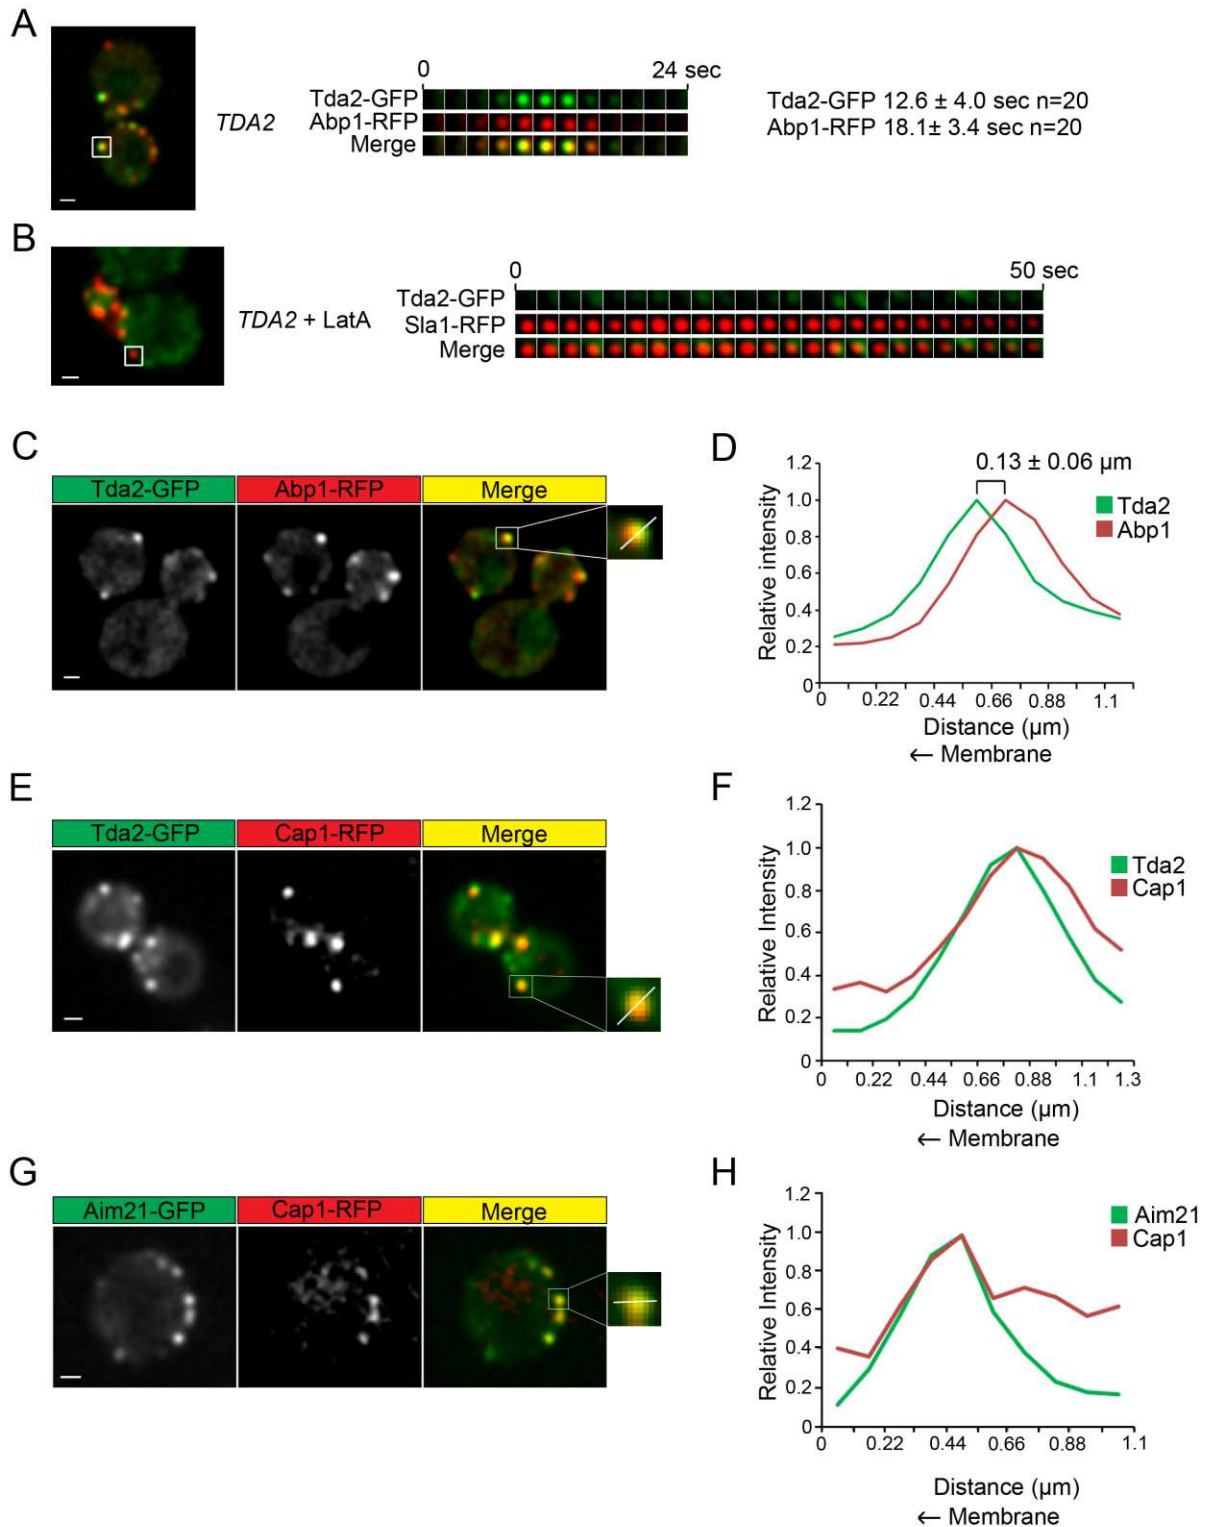 A
0 24 sec
Tda2-GFP
Abp1-RFP
Merge
TDA2
Tda2-GFP 12.6 ± 4.0 sec n=20
Abp1-RFP 18.1± 3.4 sec n=20
B
0 50 sec
Tda2-GFP
Sla1-RFP
Merge
TDA2 + LatA
C
Tda2-GFP Abp1-RFP Merge
D
0.13 ± 0.06 µm
1.2
1.0
0.8
0.6
0.4
0.2
0
Relative intensity
Tda2
Abp1
0 0.22 0.44 0.66 0.88 1.1
Distance (µm)
← Membrane
E
Tda2-GFP Cap1-RFP Merge
F
1.2
1.0
0.8
0.6
0.4
0.2
0
Relative Intensity
Tda2
Cap1
0 0.22 0.44 0.66 0.88 1.1 1.3
Distance (µm)
← Membrane
G
Aim21-GFP Cap1-RFP Merge
H
1.2
1.0
0.8
0.6
0.4
0.2
0
Relative Intensity
Aim21
Cap1
0 0.22 0.44 0.66 0.88 1.1
Distance (µm)
← Membrane